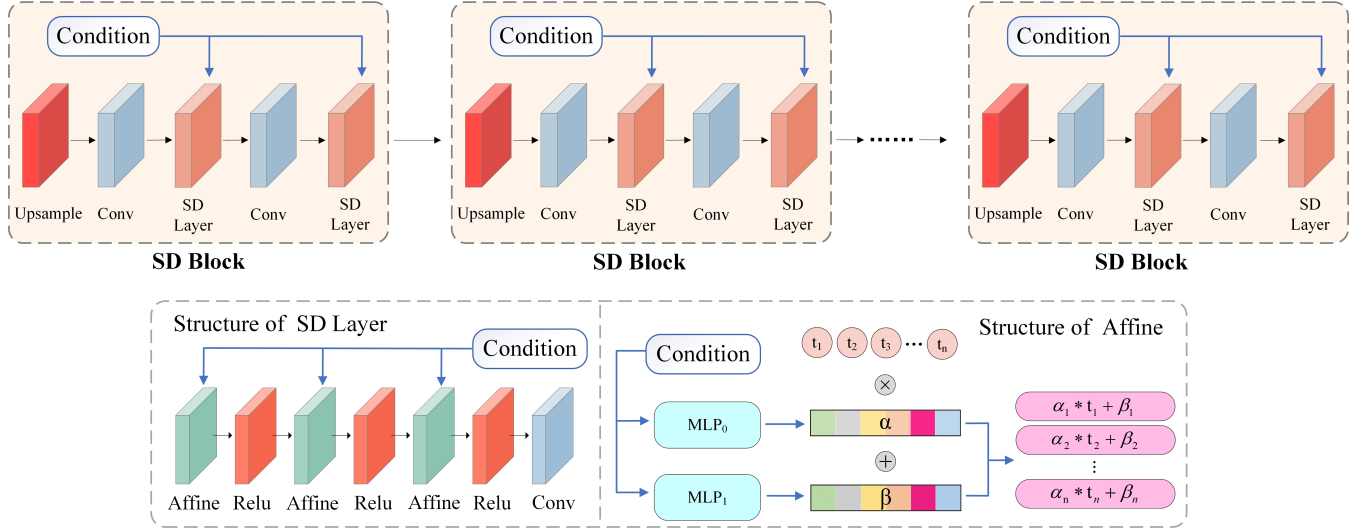 Condition
Upsample
Conv
SD
Layer
Conv
SD
Layer
SD Block
Condition
Upsample
Conv
SD
Layer
Conv
SD
Layer
SD Block
Condition
Upsample
Conv
SD
Layer
Conv
SD
Layer
SD Block
Structure of SD Layer
Condition
Affine
Relu
Affine
Relu
Affine
Relu
Conv
Structure of Affine
Condition
t₁ t₂ t₃ ••• tₙ
×
MLP₀
α
+
MLP₁
β
α₁ * t₁ + β₁
α₂ * t₂ + β₂
⋮
αₙ * tₙ + βₙ